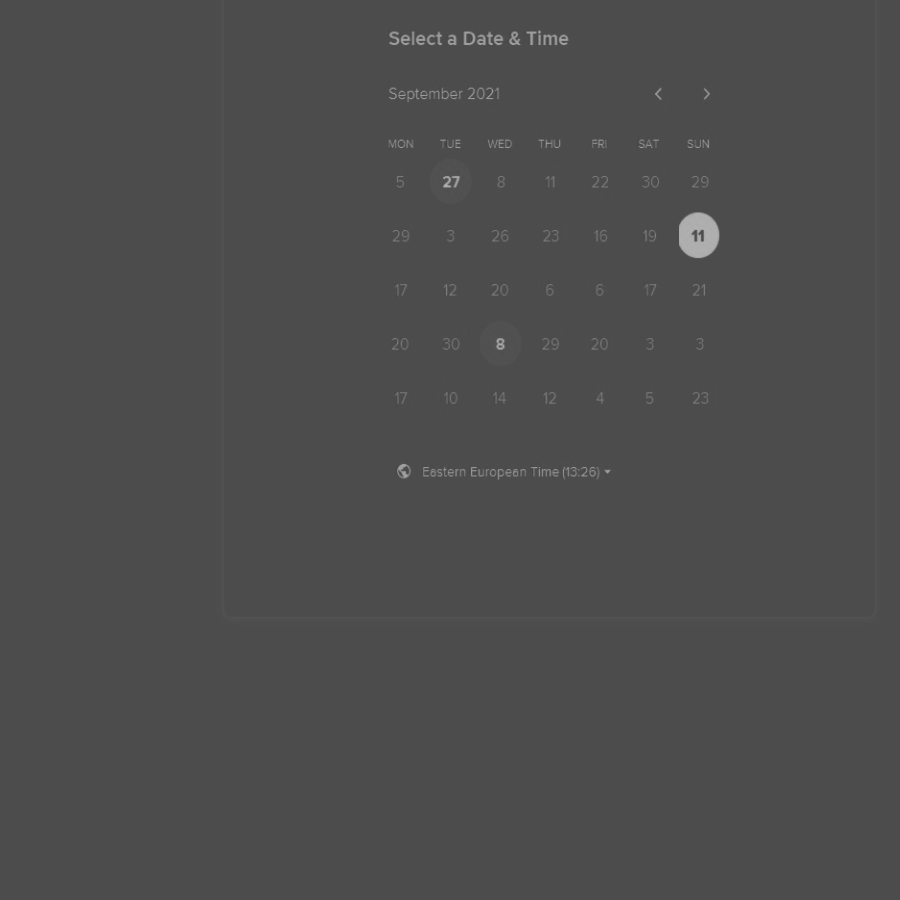 Select a Date & Time
September 2021
MON TUE WED THU FRI SAT SUN
5 27 8 11 22 30 29
29 3 26 23 16 19 11
17 12 20 6 6 17 21
20 30 8 29 20 3 3
17 10 14 12 4 5 23
Eastern European Time (13:26)